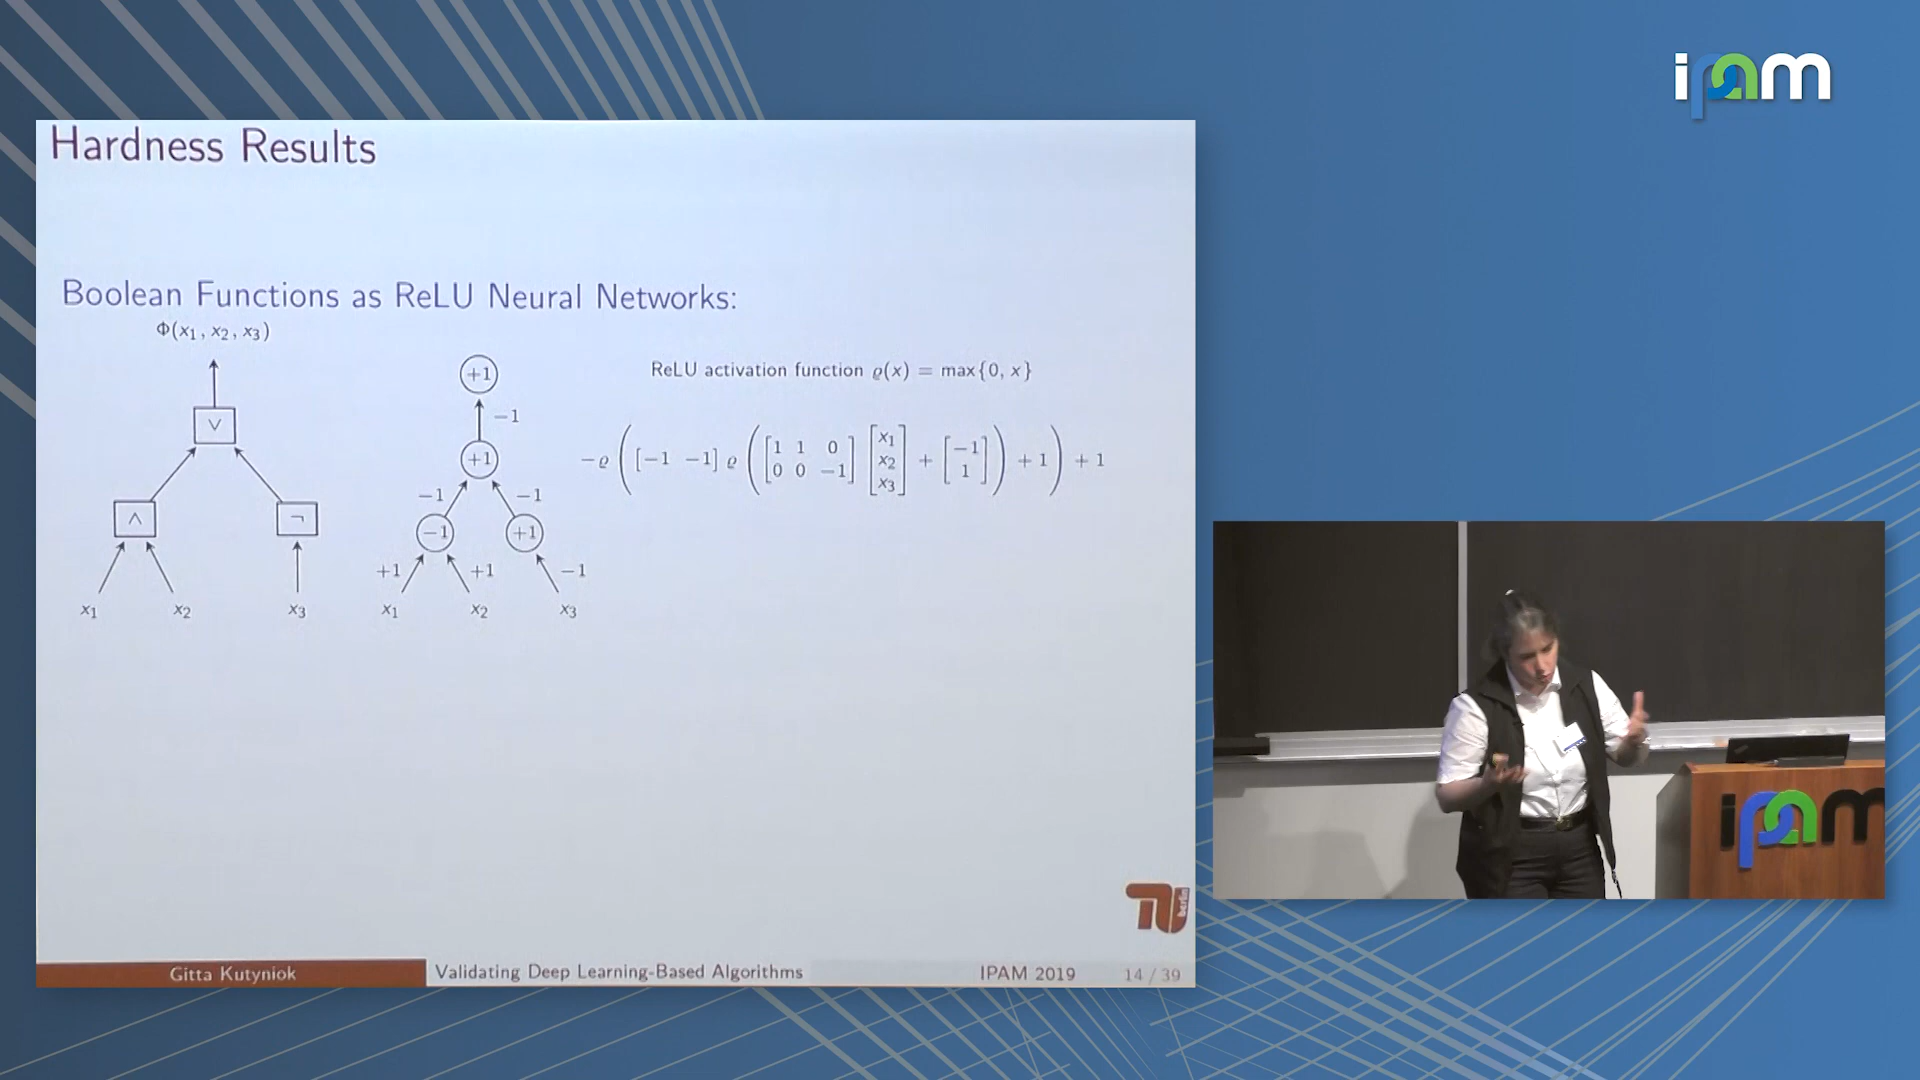 ipam
Hardness Results
Boolean Functions as ReLU Neural Networks:
Φ(x₁, x₂, x₃)
∨
∧
¬
x₁
x₂
x₃
+1
−1
+1
−1
−1
−1
+1
+1
+1
−1
x₁
x₂
x₃
ReLU activation function ϱ(x) = max{0, x}
−ϱ([−1 −1] ϱ([1 1 0; 0 0 −1] [x₁; x₂; x₃] + [−1; 1]) + 1) + 1
berlin
Gitta Kutyniok
Validating Deep Learning-Based Algorithms
IPAM 2019
14 / 39
ipam